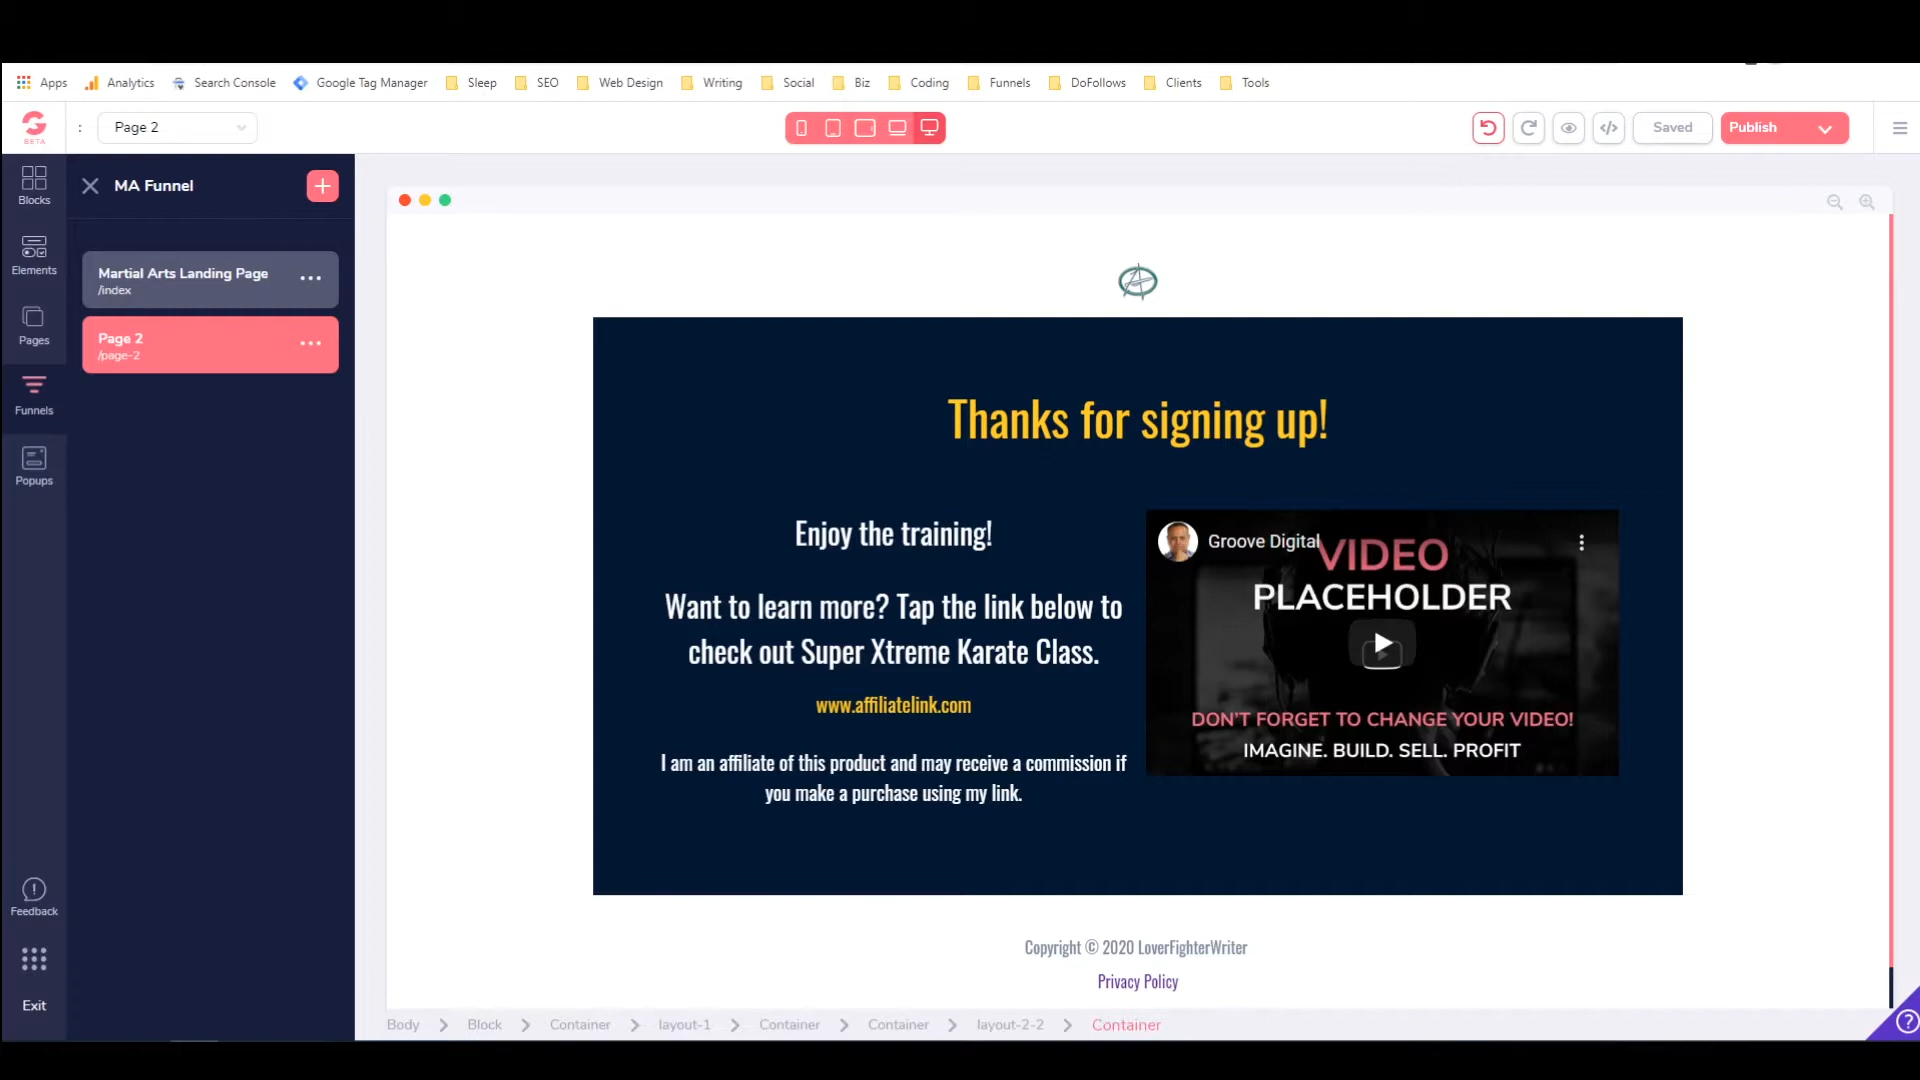 Apps Analytics Search Console Google Tag Manager Sleep SEO Web Design Writing Social Biz Coding Funnels DoFollows Clients Tools
BETA
: Page 2
Saved
Publish
Blocks
Elements
Pages
Funnels
Popups
Feedback
Exit
MA Funnel
Martial Arts Landing Page
/index
Page 2
/page-2
Thanks for signing up!
Enjoy the training!
Want to learn more? Tap the link below to
check out Super Xtreme Karate Class.
www.affiliatelink.com
I am an affiliate of this product and may receive a commission if
you make a purchase using my link.
Groove Digital
VIDEO
PLACEHOLDER
DON'T FORGET TO CHANGE YOUR VIDEO!
IMAGINE. BUILD. SELL. PROFIT
Copyright © 2020 LoverFighterWriter
Privacy Policy
Body Block Container layout-1 Container Container layout-2-2 Container